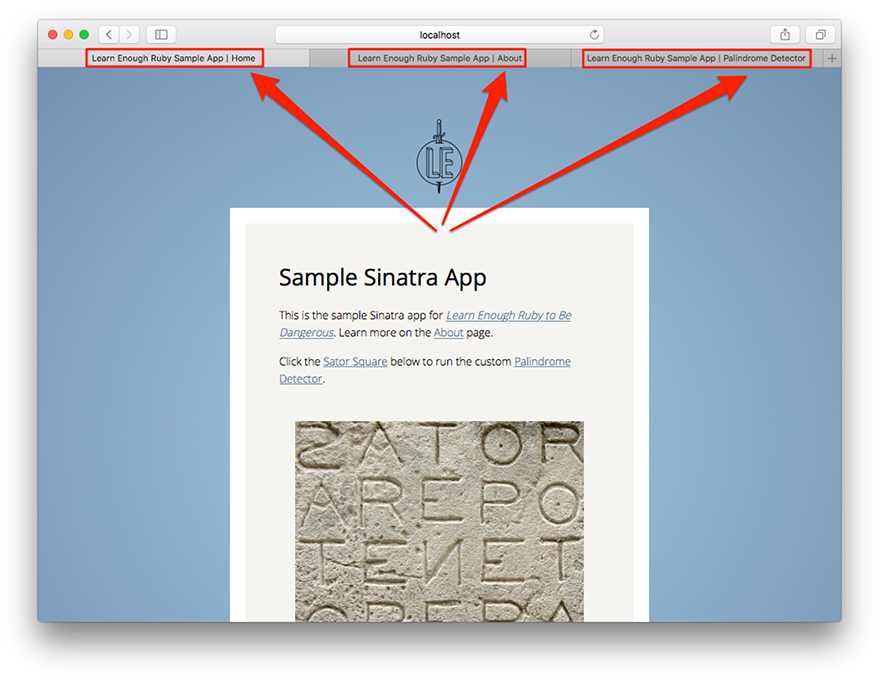 localhost
Learn Enough Ruby Sample App | Home
Learn Enough Ruby Sample App | About
Learn Enough Ruby Sample App | Palindrome Detector
LE
Sample Sinatra App
This is the sample Sinatra app for Learn Enough Ruby to Be
Dangerous. Learn more on the About page.
Click the Sator Square below to run the custom Palindrome
Detector.
SATOR
AREPO
TENET
OPERA